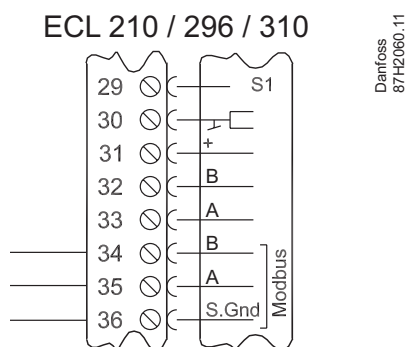 ECL 210 / 296 / 310
Danfoss
87H2060.11
29 S1
30
31 +
32 B
33 A
34 B
35 A
36 S.Gnd
Modbus